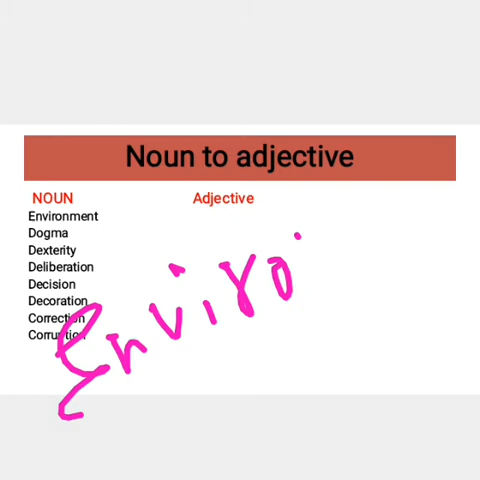 Noun to adjective
NOUN Adjective
Environment
Dogma
Dexterity
Deliberation
Decision
Decoration
Correction
Corruption
Enviro